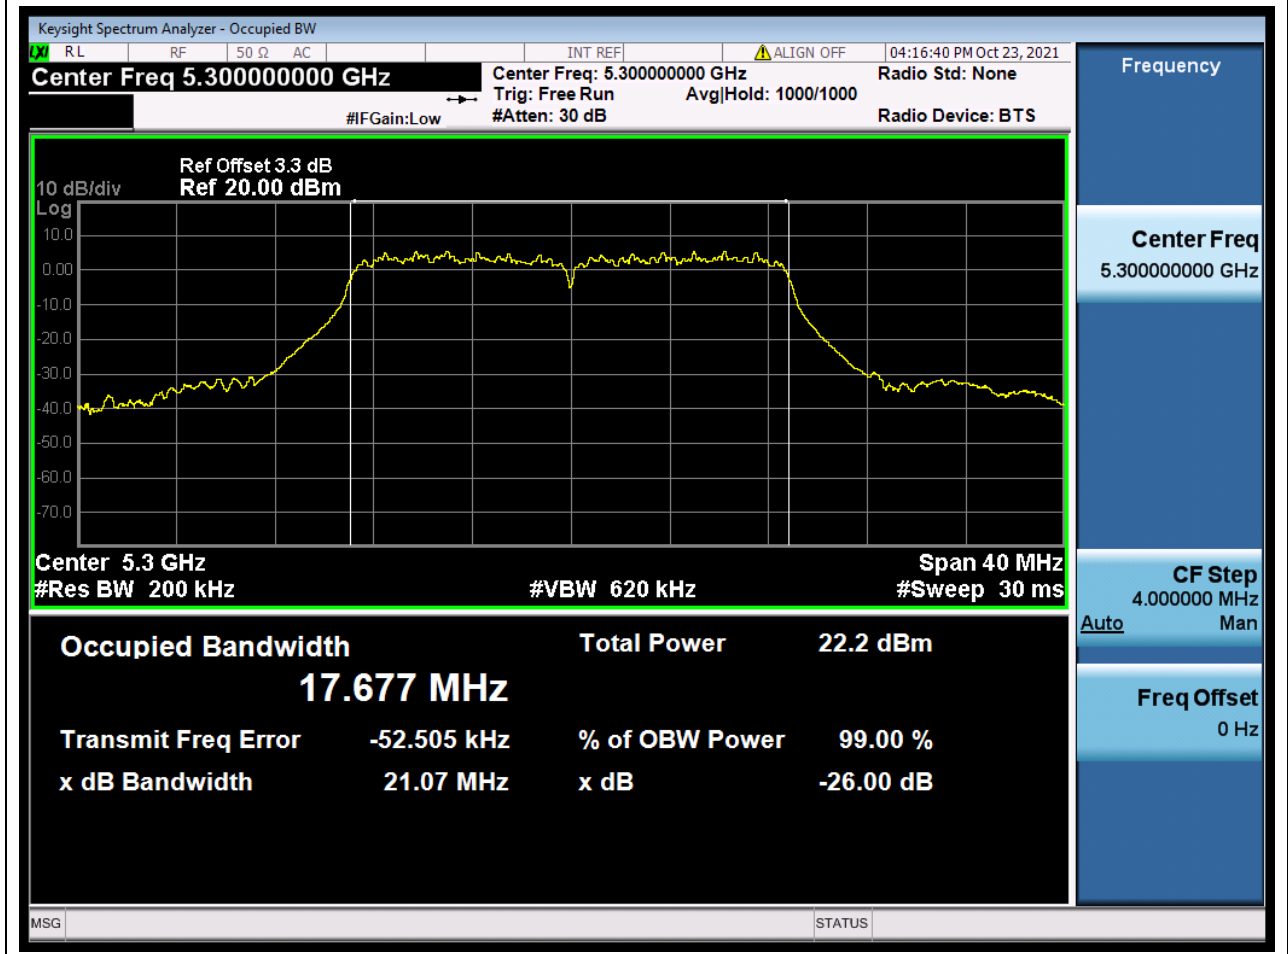 Keysight Spectrum Analyzer - Occupied BW
LXI RL RF 50 Ω AC INT REF ALIGN OFF 04:16:40 PM Oct 23, 2021
Center Freq 5.300000000 GHz
Center Freq: 5.300000000 GHz
Radio Std: None
Trig: Free Run Avg|Hold: 1000/1000
#IFGain:Low
#Atten: 30 dB
Radio Device: BTS
Frequency
Ref Offset 3.3 dB
10 dB/div Ref 20.00 dBm
Log
10.0
0.00
-10.0
-20.0
-30.0
-40.0
-50.0
-60.0
-70.0
Center 5.3 GHz Span 40 MHz
#Res BW 200 kHz #VBW 620 kHz #Sweep 30 ms
Center Freq
5.300000000 GHz
CF Step
4.000000 MHz
Auto Man
Freq Offset
0 Hz
Occupied Bandwidth Total Power 22.2 dBm
17.677 MHz
Transmit Freq Error -52.505 kHz % of OBW Power 99.00 %
x dB Bandwidth 21.07 MHz x dB -26.00 dB
MSG STATUS